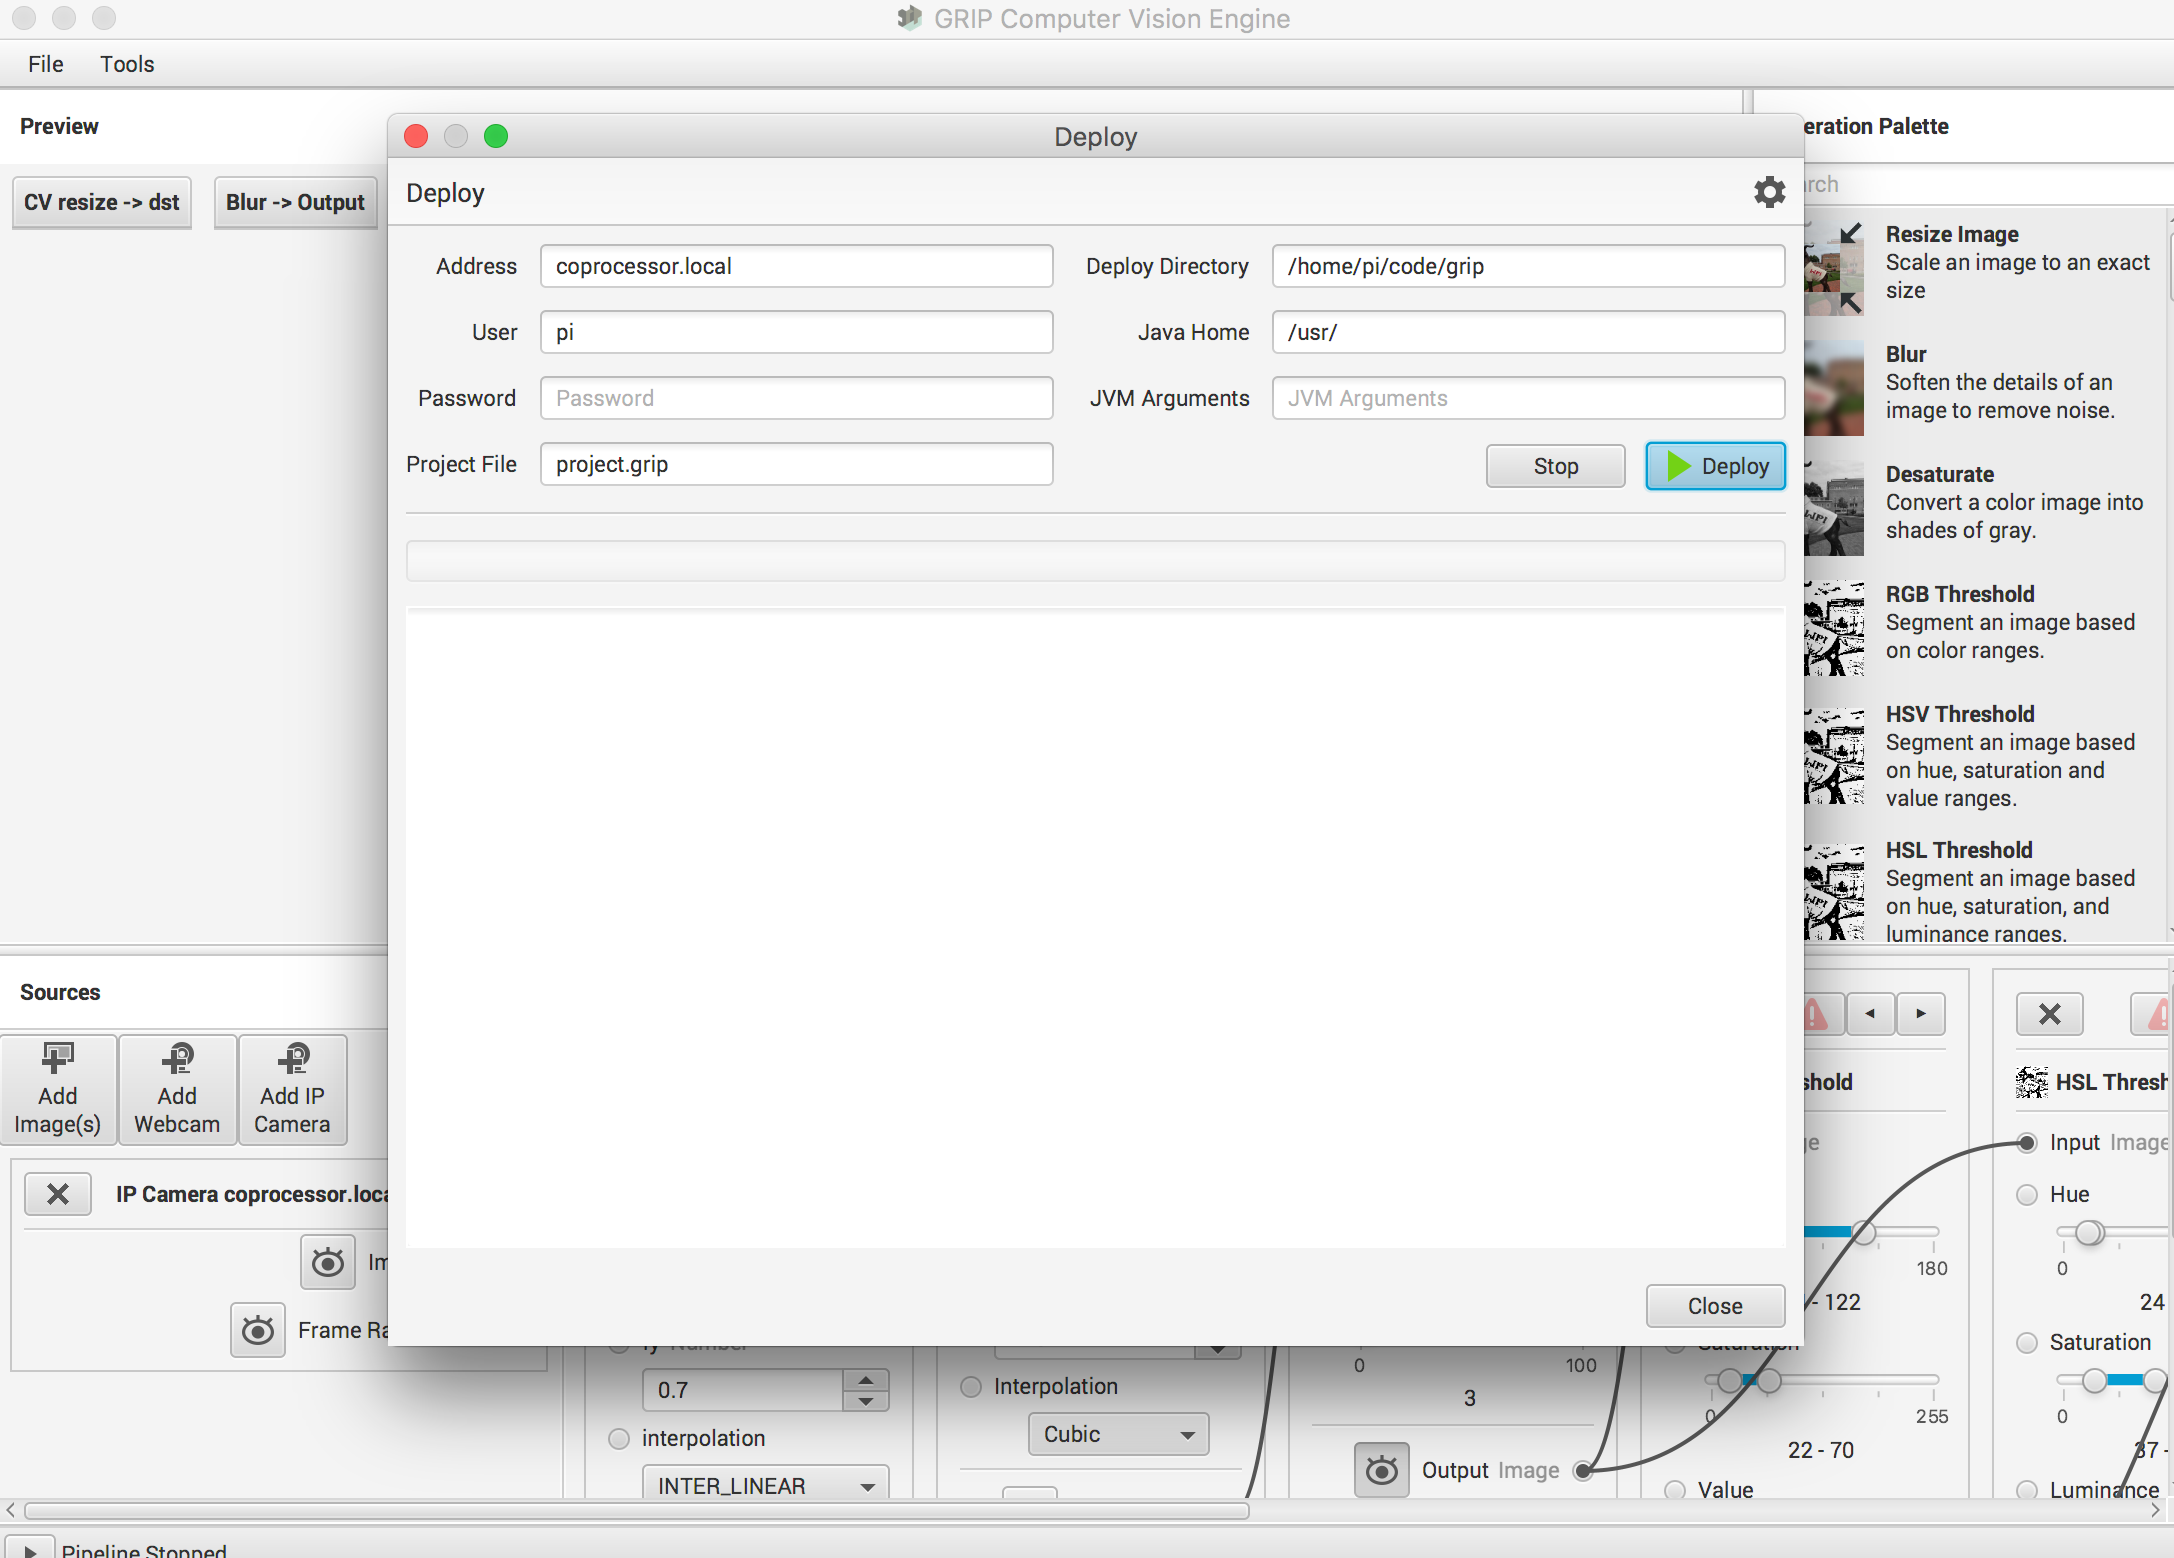 GRIP Computer Vision Engine
File Tools
Preview
CV resize -> dst
Blur -> Output
Deploy
Deploy
Address
coprocessor.local
Deploy Directory
/home/pi/code/grip
User
pi
Java Home
/usr/
Password
Password
JVM Arguments
JVM Arguments
Project File
project.grip
Stop
Deploy
Close
eration Palette
rch
Resize Image
Scale an image to an exact
size
Blur
Soften the details of an
image to remove noise.
Desaturate
Convert a color image into
shades of gray.
RGB Threshold
Segment an image based
on color ranges.
HSV Threshold
Segment an image based
on hue, saturation and
value ranges.
HSL Threshold
Segment an image based
on hue, saturation, and
luminance ranges.
Sources
Add
Image(s)
Add
Webcam
Add IP
Camera
IP Camera coprocessor.loca
Im
Frame Ra
0.7
interpolation
INTER_LINEAR
Interpolation
Cubic
0 100
3
Output Image
shold
ge
180
- 122
Saturation
0 255
22 - 70
Value
HSL Thresh
Input Image
Hue
0
24
Saturation
0
37 -
Luminance
Pipeline Stopped